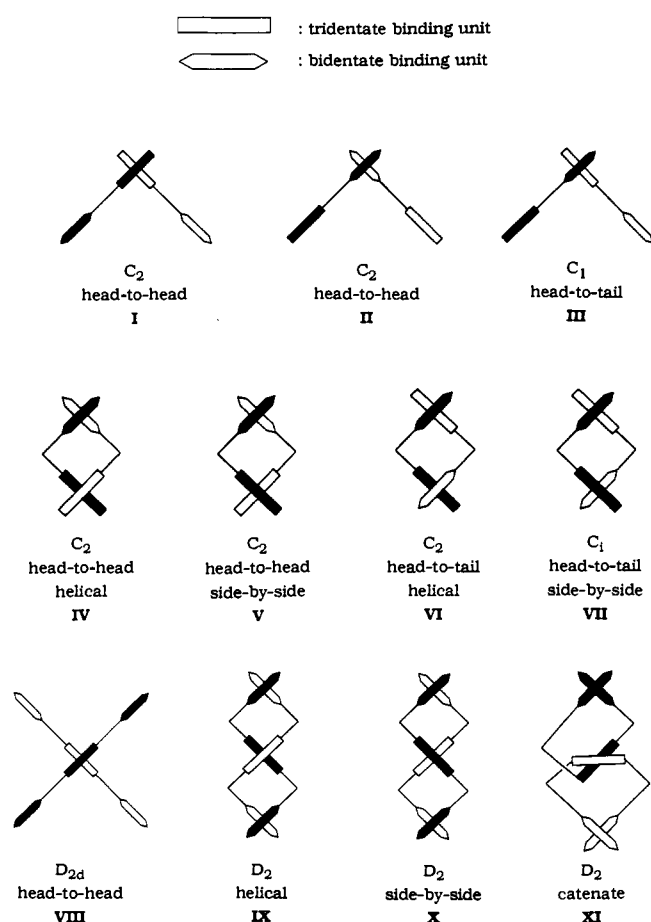 : tridentate binding unit
: bidentate binding unit
C2
head-to-head
I
C2
head-to-head
II
C1
head-to-tail
III
C2
head-to-head
helical
IV
C2
head-to-head
side-by-side
V
C2
head-to-tail
helical
VI
Ci
head-to-tail
side-by-side
VII
D2d
head-to-head
VIII
D2
helical
IX
D2
side-by-side
X
D2
catenate
XI